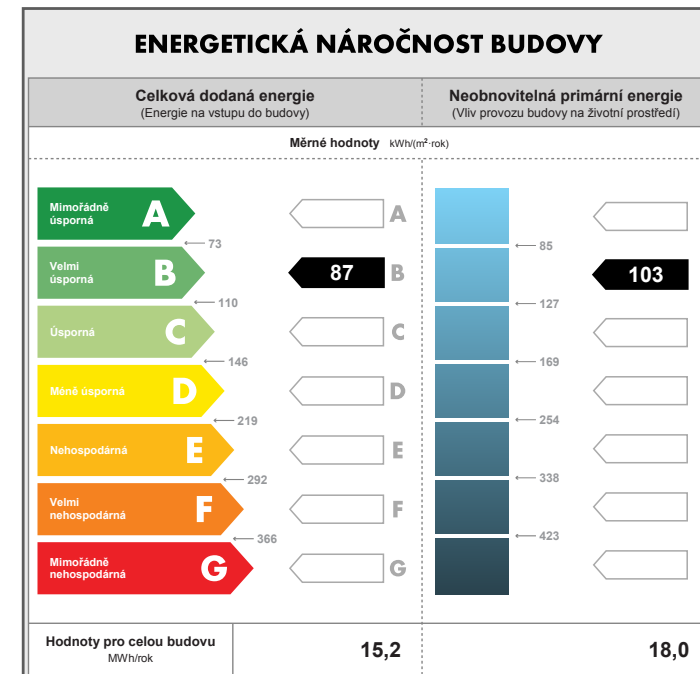 ENERGETICKÁ NÁROČNOST BUDOVY
Celková dodaná energie
(Energie na vstupu do budovy)
Neobnovitelná primární energie
(Vliv provozu budovy na životní prostředí)
Měrné hodnoty kWh/(m²·rok)
Mimořádně
úsporná
A
A
73
85
Velmi
úsporná
B
87
B
103
110
127
Úsporná
C
C
146
169
Méně úsporná
D
D
219
254
Nehospodárná
E
E
292
338
Velmi
nehospodárná
F
F
366
423
Mimořádně
nehospodárná
G
G
Hodnoty pro celou budovu
MWh/rok
15,2
18,0